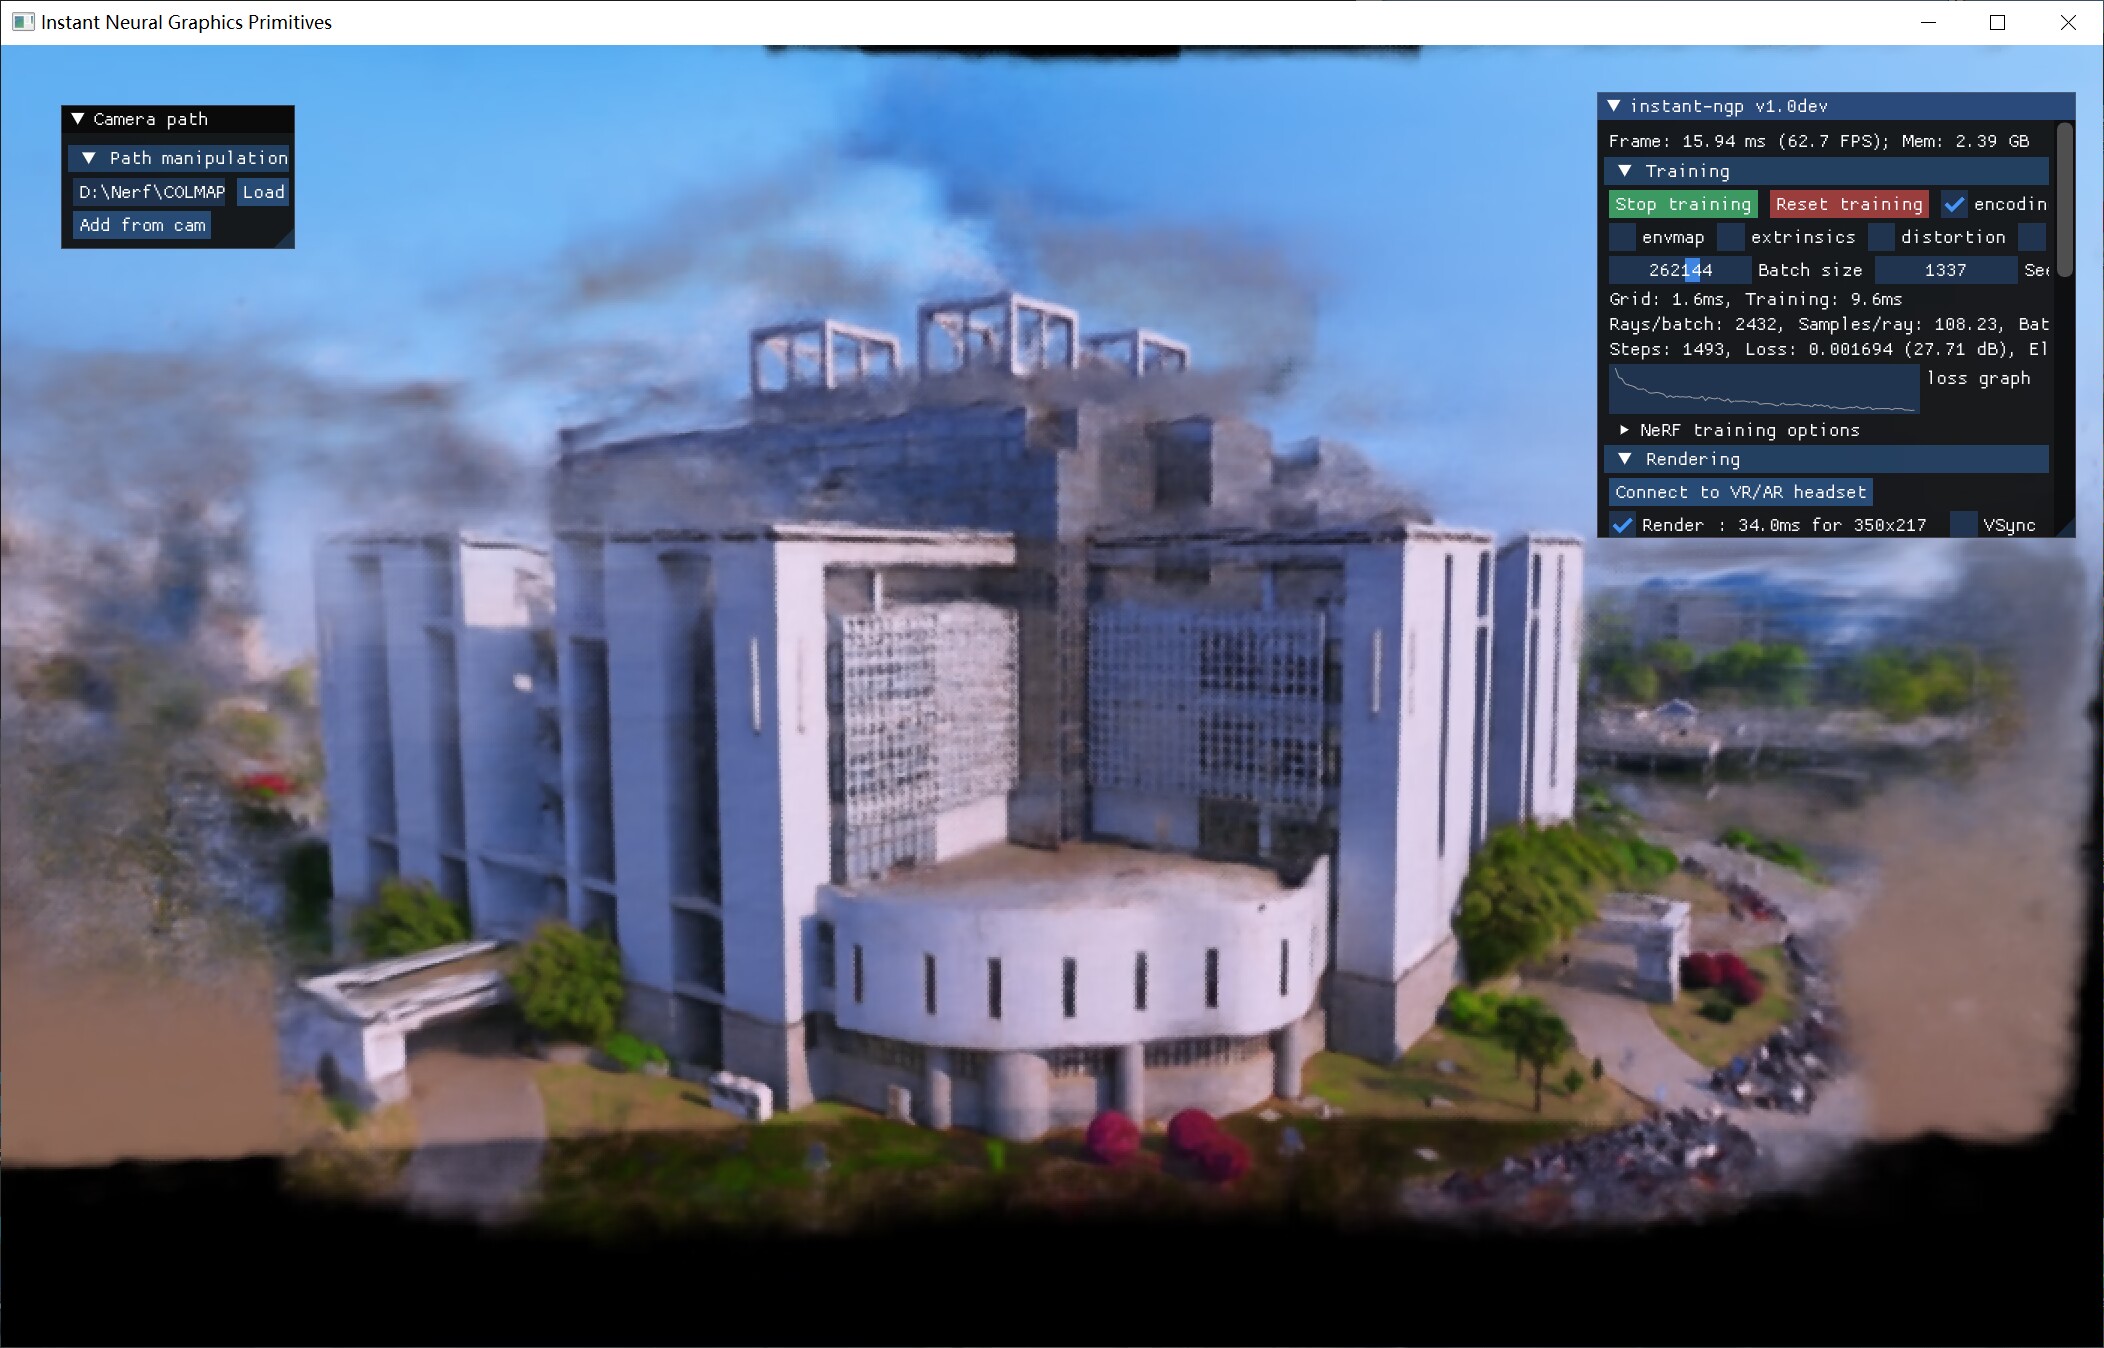 Instant Neural Graphics Primitives
Camera path
Path manipulation
D:\Nerf\COLMAP Load
Add from cam
instant-ngp v1.0dev
Frame: 15.94 ms (62.7 FPS); Mem: 2.39 GB
Training
Stop training Reset training encodin
envmap extrinsics distortion
262144 Batch size 1337 See
Grid: 1.6ms, Training: 9.6ms
Rays/batch: 2432, Samples/ray: 108.23, Bat
Steps: 1493, Loss: 0.001694 (27.71 dB), El
loss graph
NeRF training options
Rendering
Connect to VR/AR headset
Render : 34.0ms for 350x217 VSync